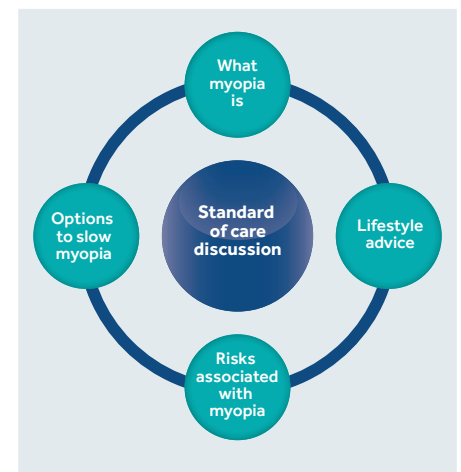 What
myopia
is
Options
to slow
myopia
Standard
of care
discussion
Lifestyle
advice
Risks
associated
with
myopia